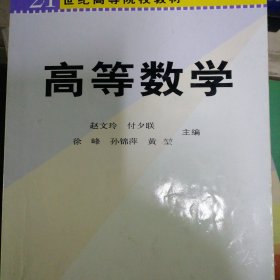 21世纪高等院校教材
高等数学
赵文玲 付夕联
徐峰 孙锦萍 黄堃
主编